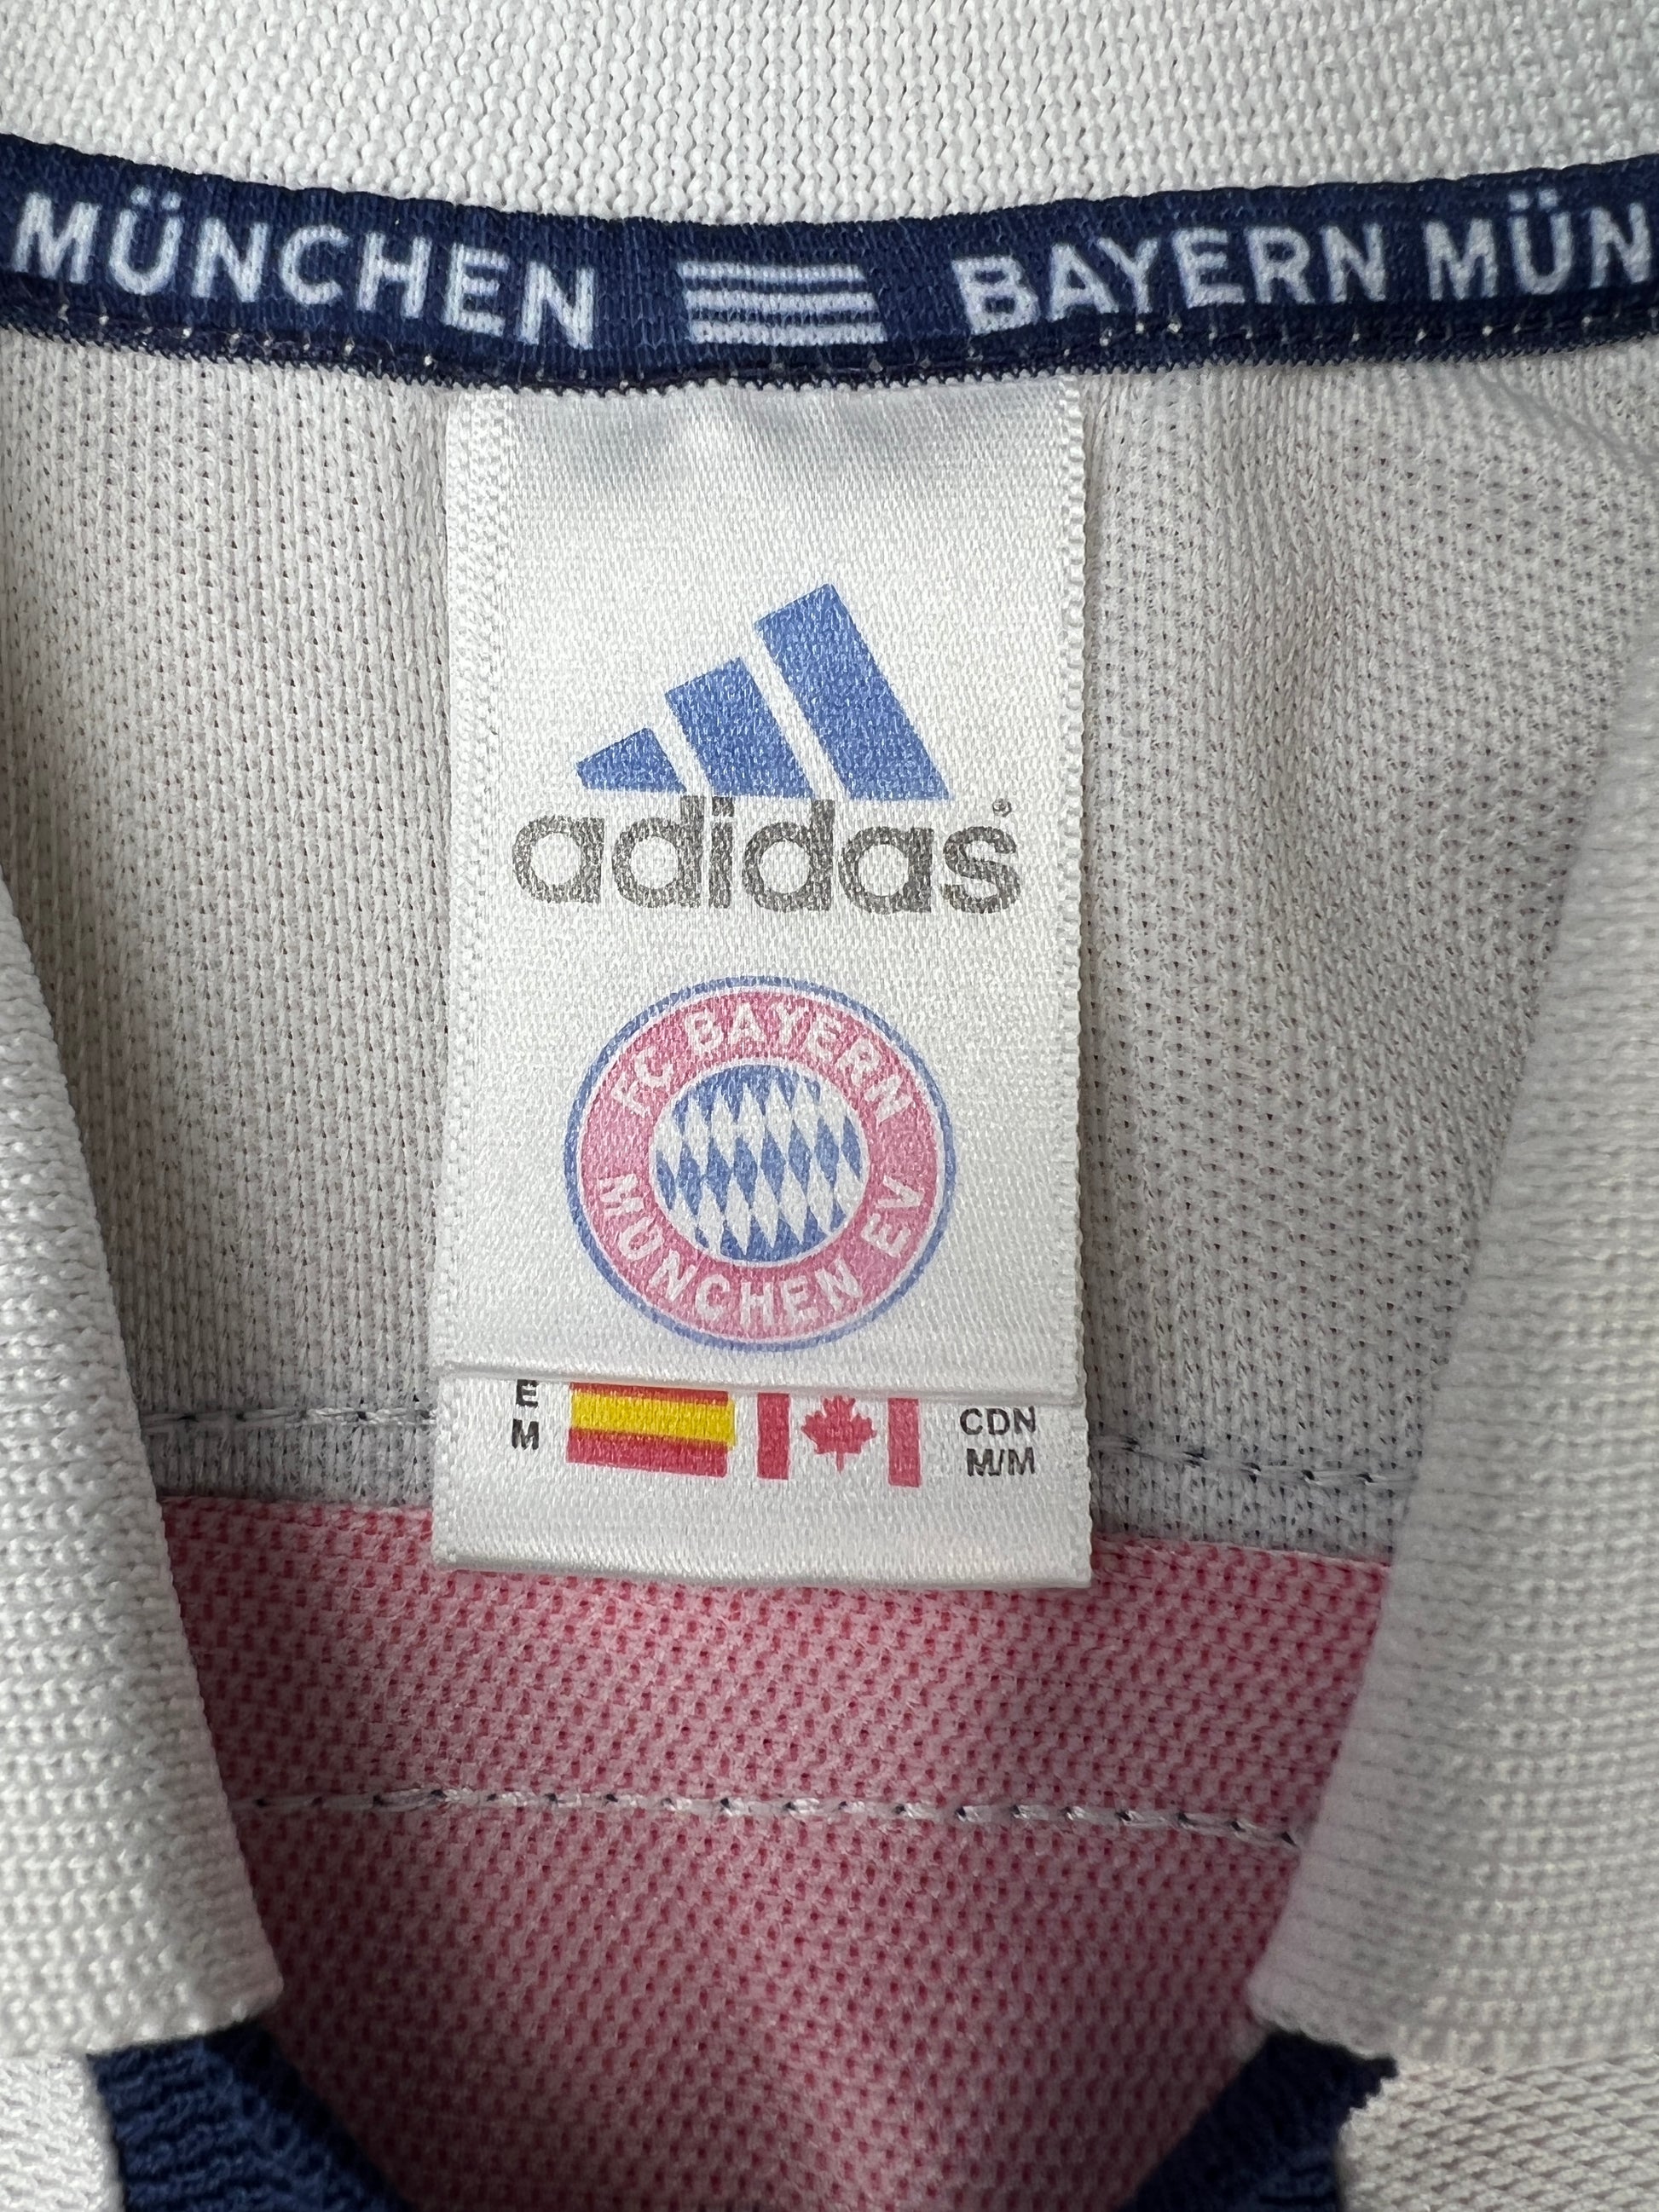 MÜNCHEN BAYERN MÜN
adidas®
FC BAYERN
MÜNCHEN EV
E CDN
M M/M